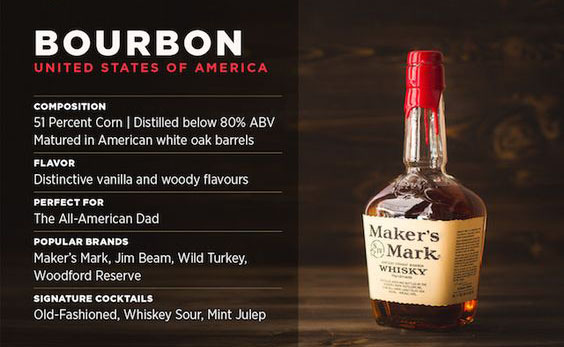 BOURBON
UNITED STATES OF AMERICA
COMPOSITION
51 Percent Corn | Distilled below 80% ABV
Matured in American white oak barrels
FLAVOR
Distinctive vanilla and woody flavours
PERFECT FOR
The All-American Dad
POPULAR BRANDS
Maker's Mark, Jim Beam, Wild Turkey,
Woodford Reserve
SIGNATURE COCKTAILS
Old-Fashioned, Whiskey Sour, Mint Julep
Maker's
Mark
WHISKY